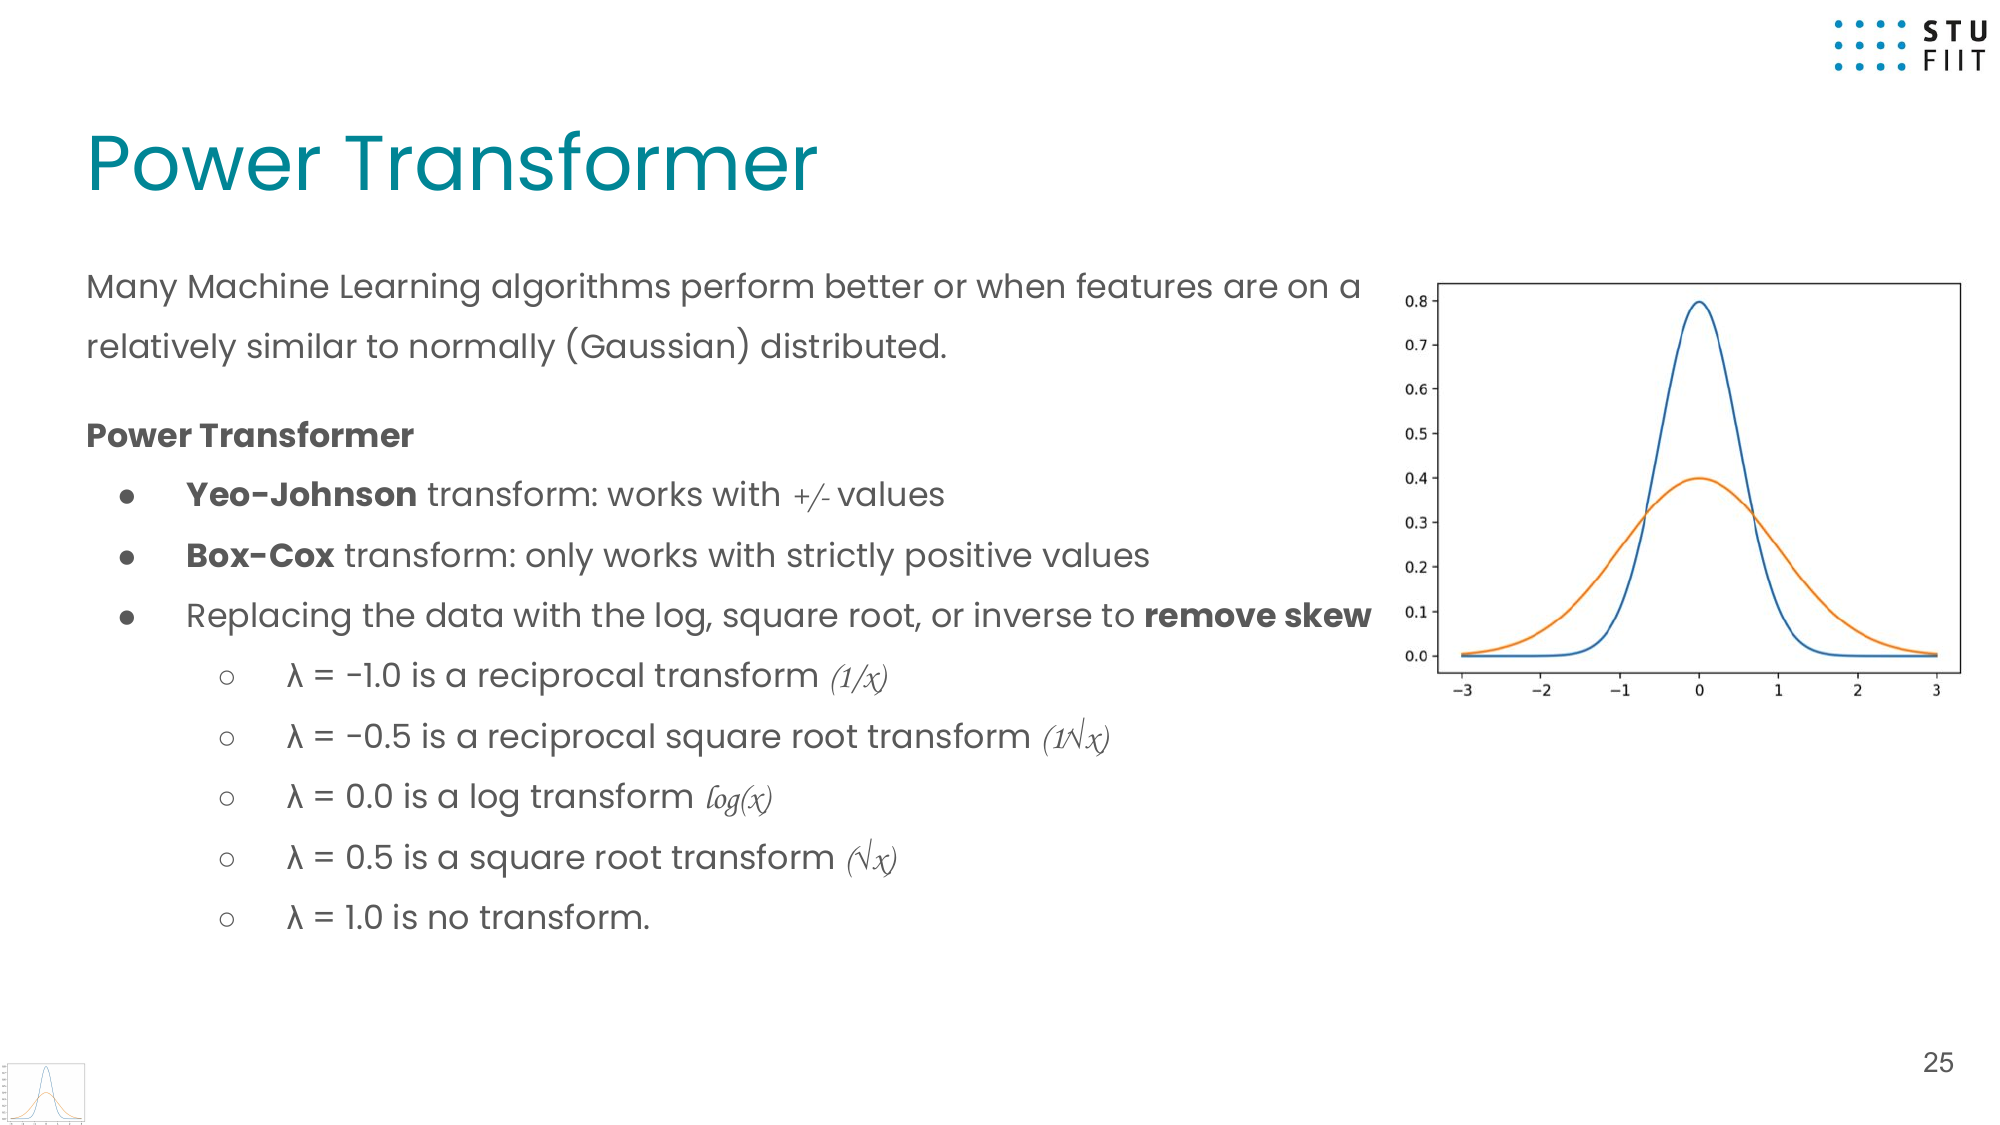 STU
FIIT
Power Transformer
Many Machine Learning algorithms perform better or when features are on a
relatively similar to normally (Gaussian) distributed.
Power Transformer
● Yeo-Johnson transform: works with +/- values
● Box-Cox transform: only works with strictly positive values
● Replacing the data with the log, square root, or inverse to remove skew
○ λ = -1.0 is a reciprocal transform (1/x)
○ λ = -0.5 is a reciprocal square root transform (1/√x)
○ λ = 0.0 is a log transform log(x)
○ λ = 0.5 is a square root transform (√x)
○ λ = 1.0 is no transform.
0.8
0.7
0.6
0.5
0.4
0.3
0.2
0.1
0.0
−3 −2 −1 0 1 2 3
25